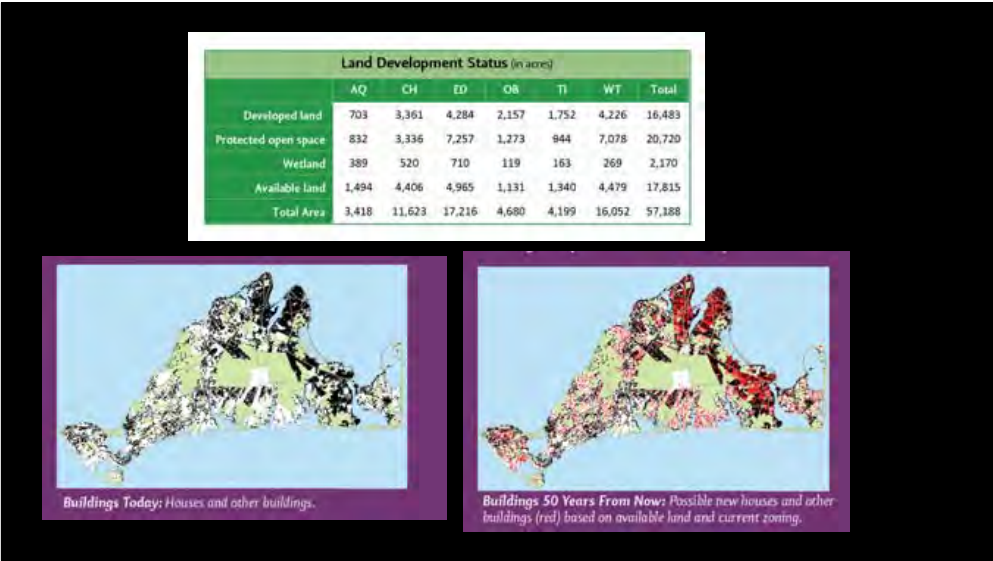 Land Development Status (in acres)
AQ CH ED OB TI WT Total
Developed land 703 3,361 4,284 2,157 1,752 4,226 16,483
Protected open space 832 3,336 7,257 1,273 944 7,078 20,720
Wetland 389 520 710 119 163 269 2,170
Available land 1,494 4,406 4,965 1,131 1,340 4,479 17,815
Total Area 3,418 11,623 17,216 4,680 4,199 16,052 57,188
Buildings Today: Houses and other buildings.
Buildings 50 Years From Now: Possible new houses and other
buildings (red) based on available land and current zoning.